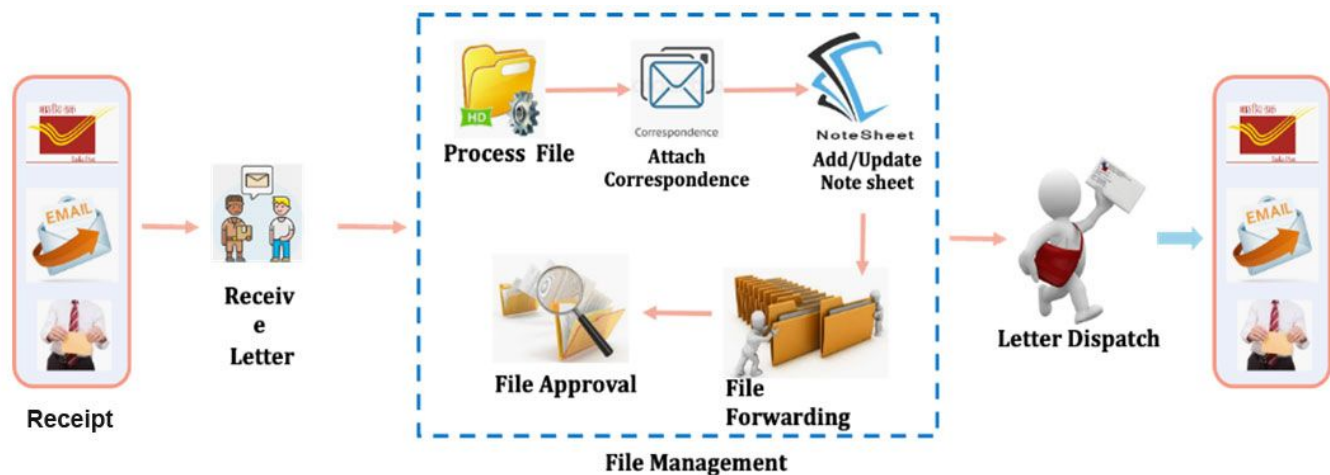 EMAIL
Receipt
Receiv
e
Letter
HD
Process File
Correspondence
Attach
Correspondence
NoteSheet
Add/Update
Note sheet
File Approval
File
Forwarding
File Management
Letter Dispatch
EMAIL